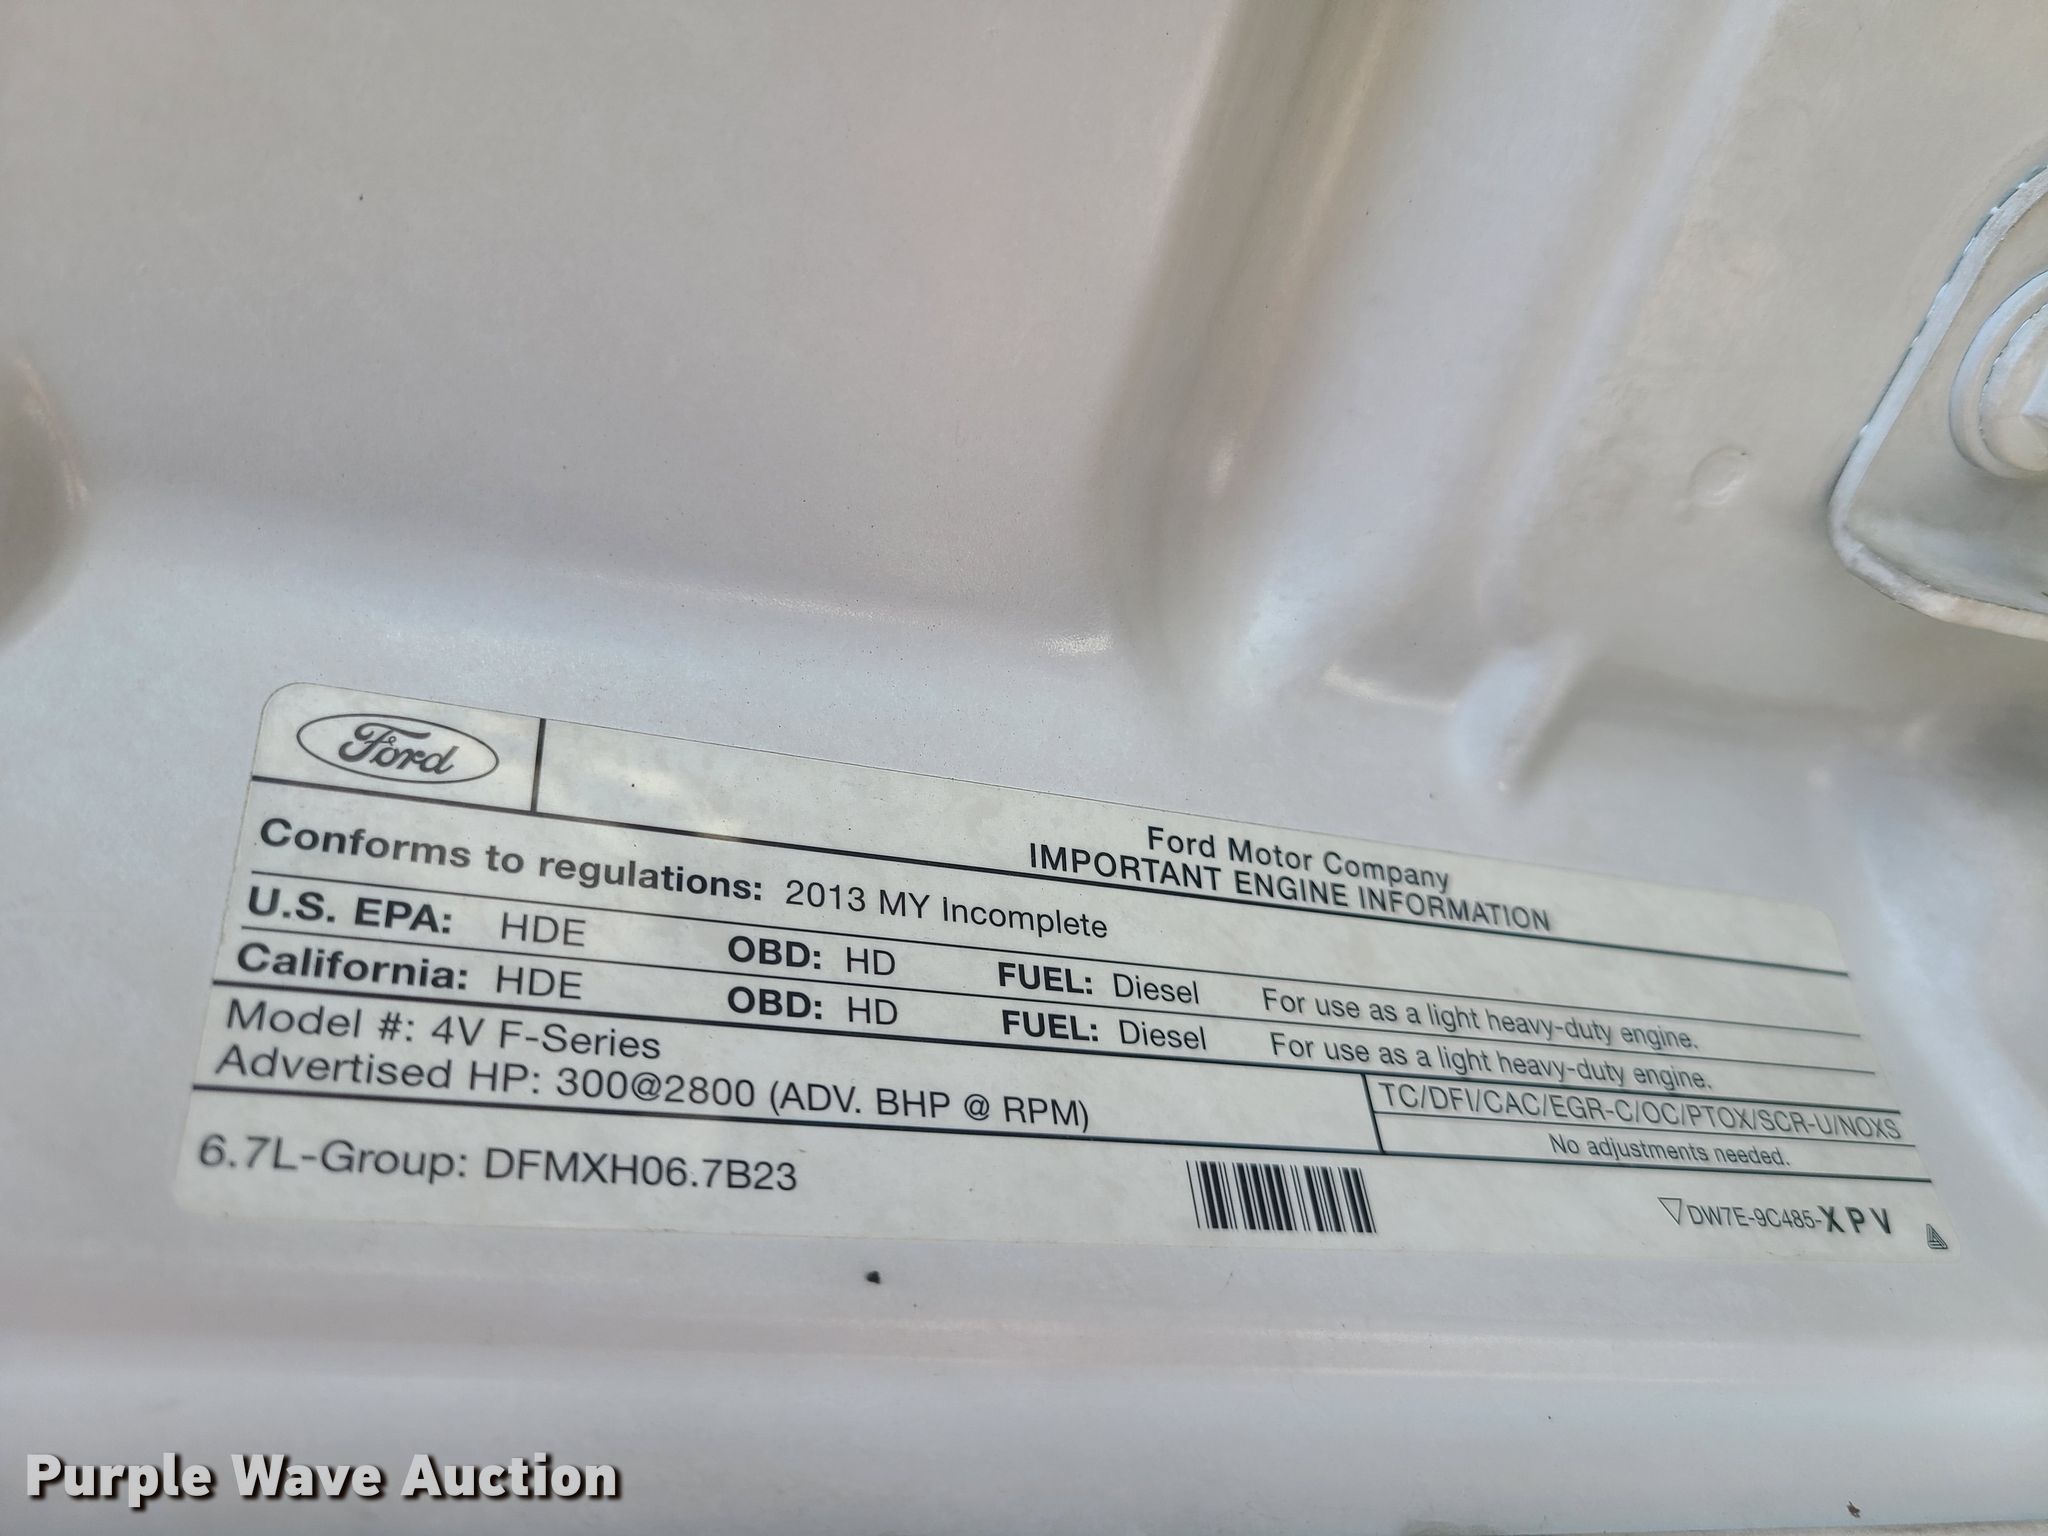 Ford
Ford Motor Company
IMPORTANT ENGINE INFORMATION
Conforms to regulations: 2013 MY Incomplete
U.S. EPA: HDE OBD: HD FUEL: Diesel For use as a light heavy-duty engine.
California: HDE OBD: HD FUEL: Diesel For use as a light heavy-duty engine.
Model #: 4V F-Series
Advertised HP: 300@2800 (ADV. BHP @ RPM)
TC/DFI/CAC/EGR-C/OC/PTOX/SCR-U/NOXS
No adjustments needed.
6.7L-Group: DFMXH06.7B23
DW7E-9C485-XPV
Purple Wave Auction